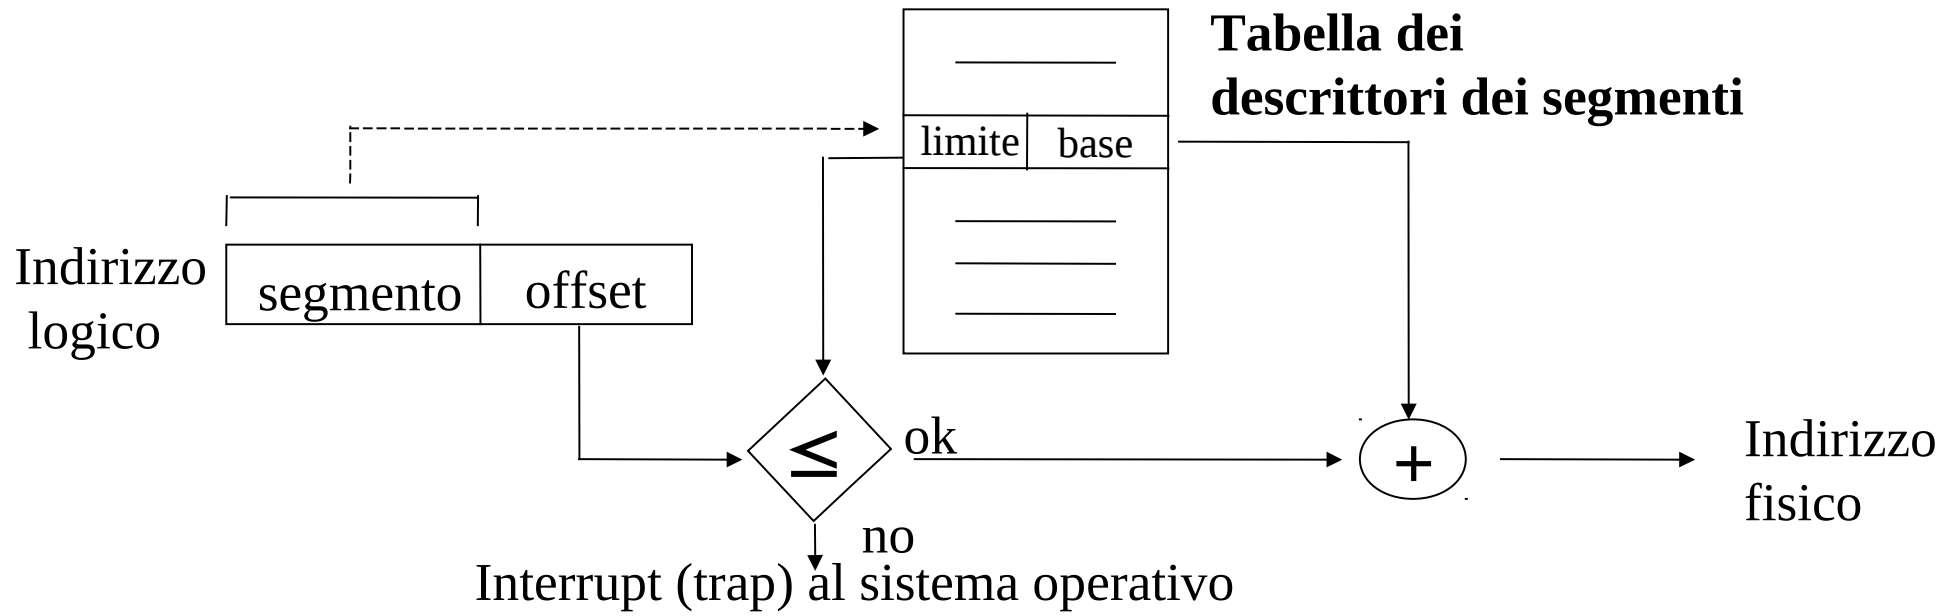 Tabella dei
descrittori dei segmenti
limite
base
Indirizzo
logico
segmento
offset
≤
ok
+
Indirizzo
fisico
no
Interrupt (trap) al sistema operativo